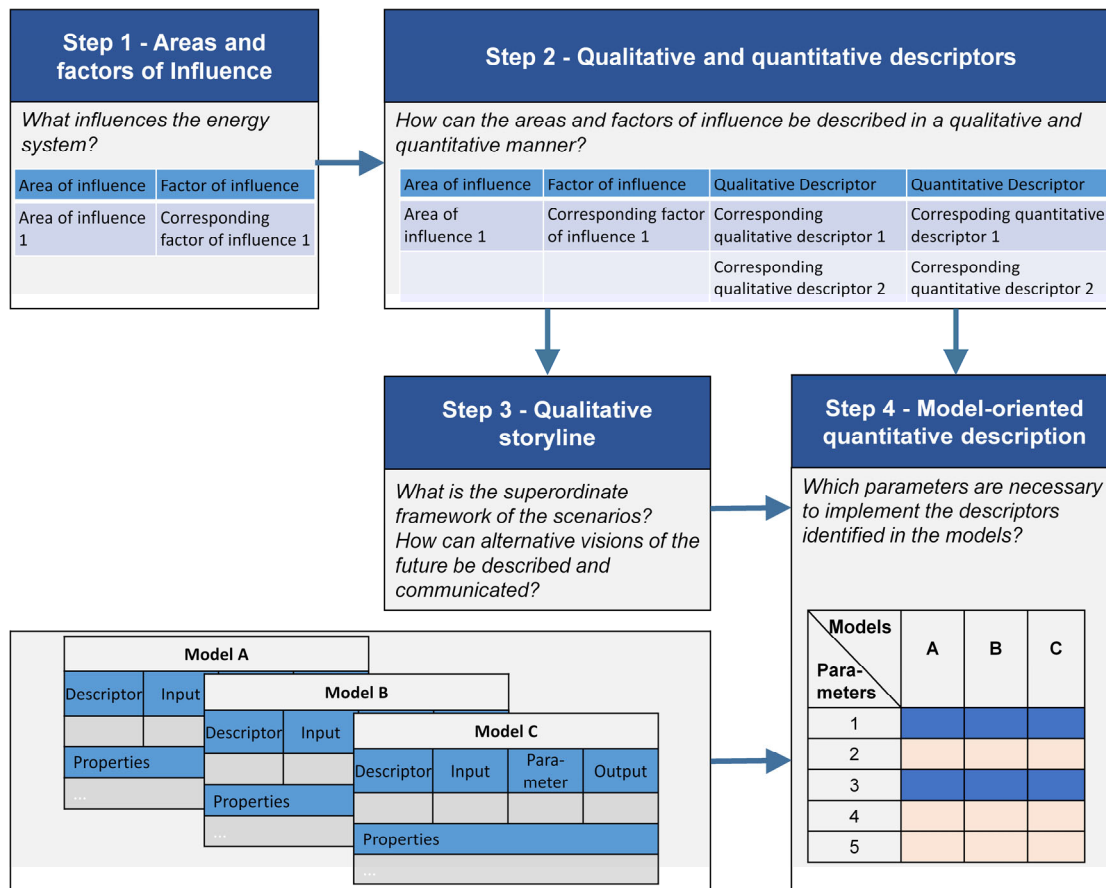 Step 1 - Areas and
factors of Influence
What influences the energy
system?
Area of influence Factor of influence
Area of influence Corresponding
1 factor of influence 1
Step 2 - Qualitative and quantitative descriptors
How can the areas and factors of influence be described in a qualitative and
quantitative manner?
Area of influence Factor of influence Qualitative Descriptor Quantitative Descriptor
Area of Corresponding factor Corresponding Correspoding quantitative
influence 1 of influence 1 qualitative descriptor 1 descriptor 1
Corresponding Corresponding
qualitative descriptor 2 quantitative descriptor 2
Step 3 - Qualitative
storyline
What is the superordinate
framework of the scenarios?
How can alternative visions of the
future be described and
communicated?
Step 4 - Model-oriented
quantitative description
Which parameters are necessary
to implement the descriptors
identified in the models?
Models
A B C
Para-
meters
1
2
3
4
5
Model A
Descriptor Input
Properties
...
Model B
Descriptor Input
Properties
...
Model C
Descriptor Input Para-
meter Output
Properties
...